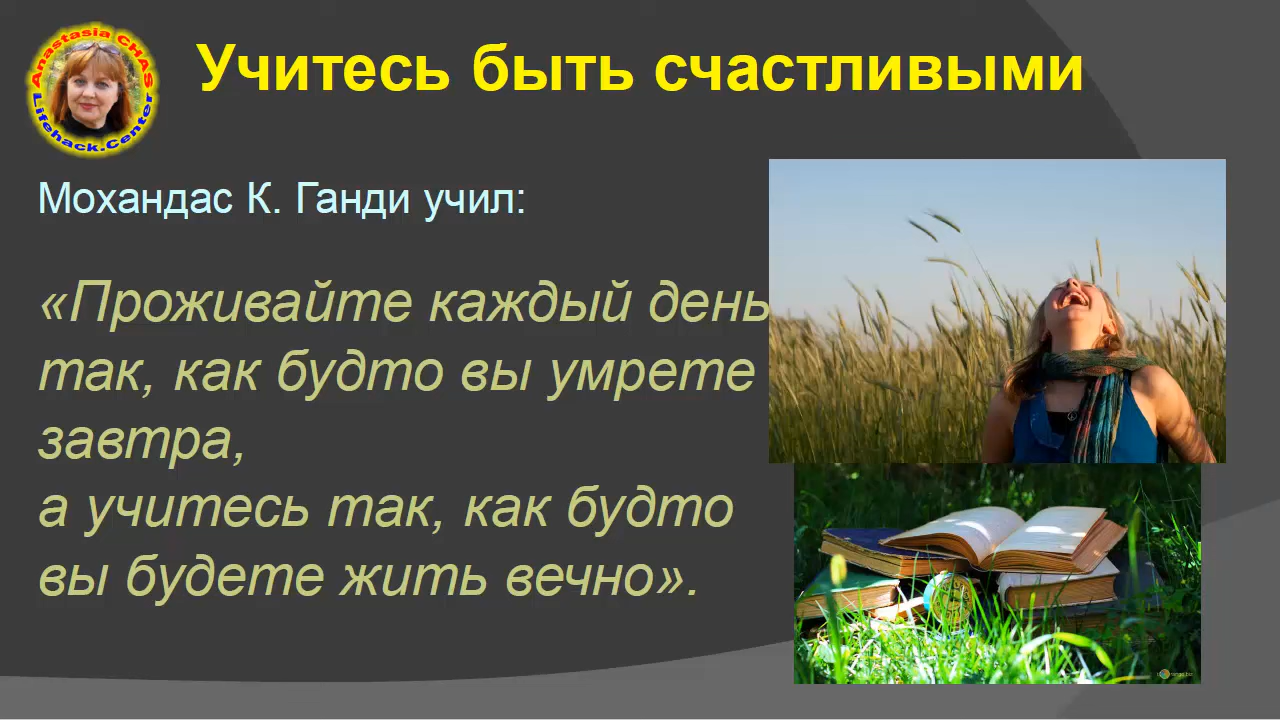 Anastasia CHAS
Lifehack.Center
Учитесь быть счастливыми
Мохандас К. Ганди учил:
«Проживайте каждый день
так, как будто вы умрете
завтра,
а учитесь так, как будто
вы будете жить вечно».